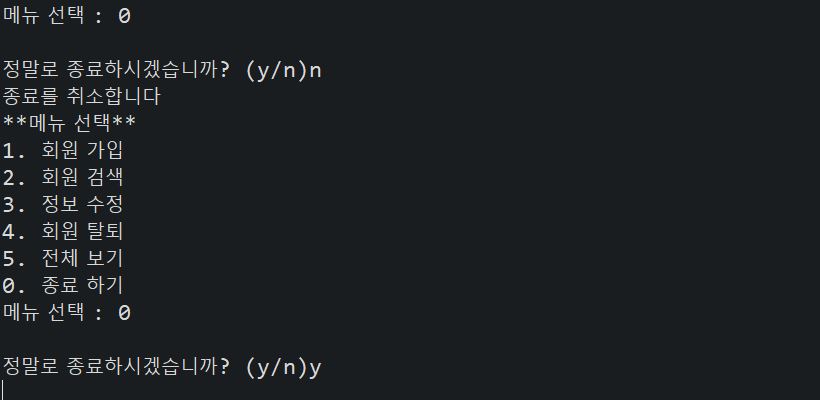 메뉴 선택 : 0
정말로 종료하시겠습니까? (y/n)n
종료를 취소합니다
**메뉴 선택**
1. 회원 가입
2. 회원 검색
3. 정보 수정
4. 회원 탈퇴
5. 전체 보기
0. 종료 하기
메뉴 선택 : 0
정말로 종료하시겠습니까? (y/n)y